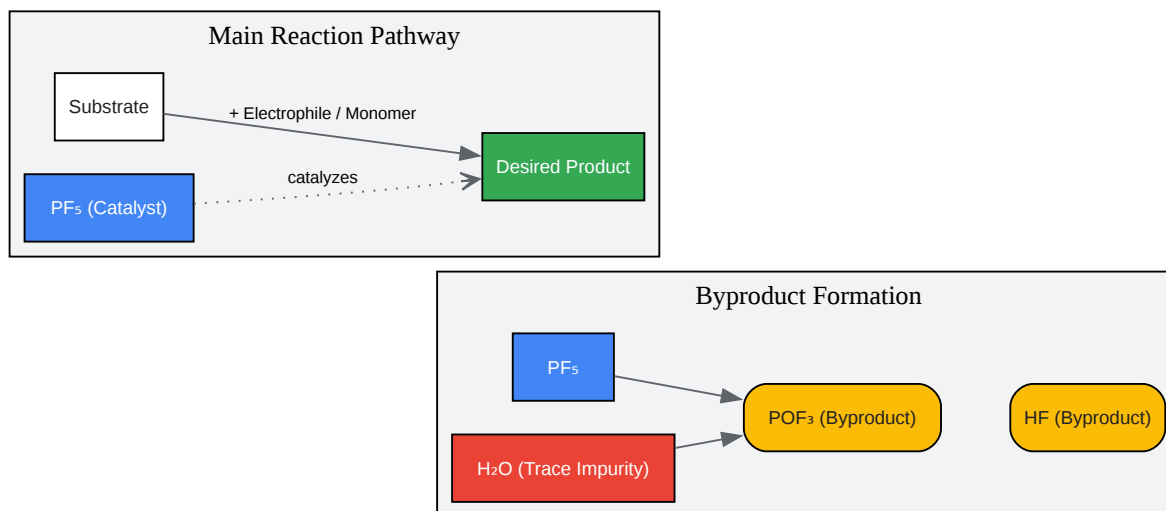 Main Reaction Pathway
Substrate
+ Electrophile / Monomer
Desired Product
PF₅ (Catalyst)
catalyzes
Byproduct Formation
PF₅
POF₃ (Byproduct)
HF (Byproduct)
H₂O (Trace Impurity)